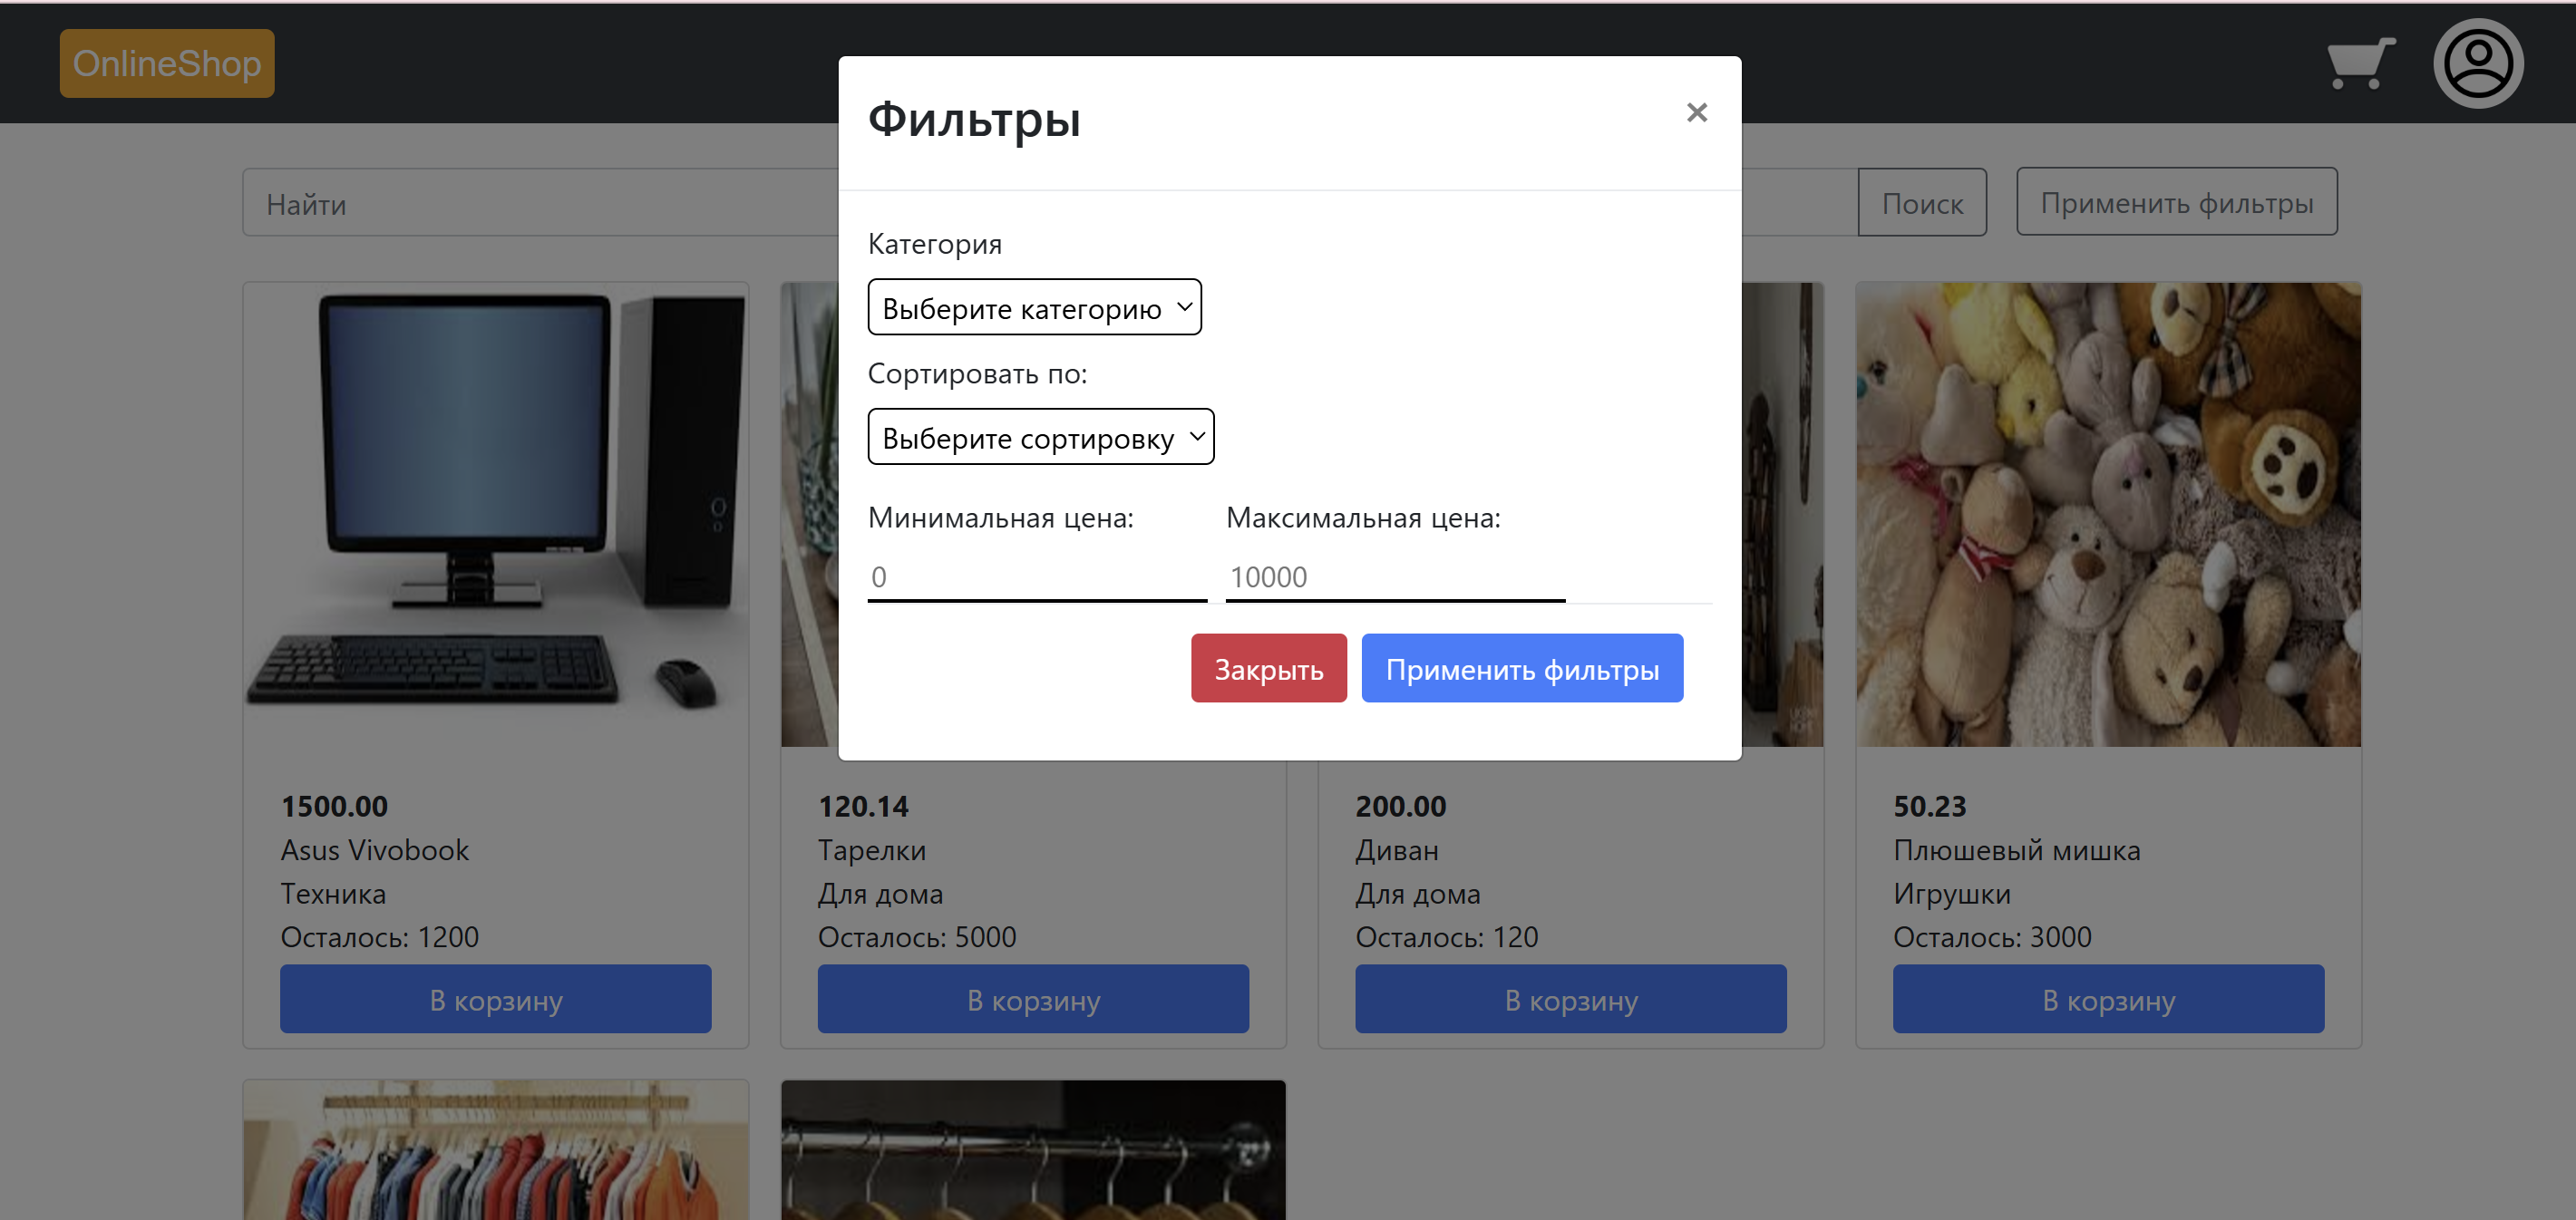 OnlineShop
Фильтры
×
Найти
Поиск
Применить фильтры
Категория
Выберите категорию
Сортировать по:
Выберите сортировку
Минимальная цена:
Максимальная цена:
0
10000
Закрыть
Применить фильтры
1500.00
Asus Vivobook
Техника
Осталось: 1200
В корзину
120.14
Тарелки
Для дома
Осталось: 5000
В корзину
200.00
Диван
Для дома
Осталось: 120
В корзину
50.23
Плюшевый мишка
Игрушки
Осталось: 3000
В корзину